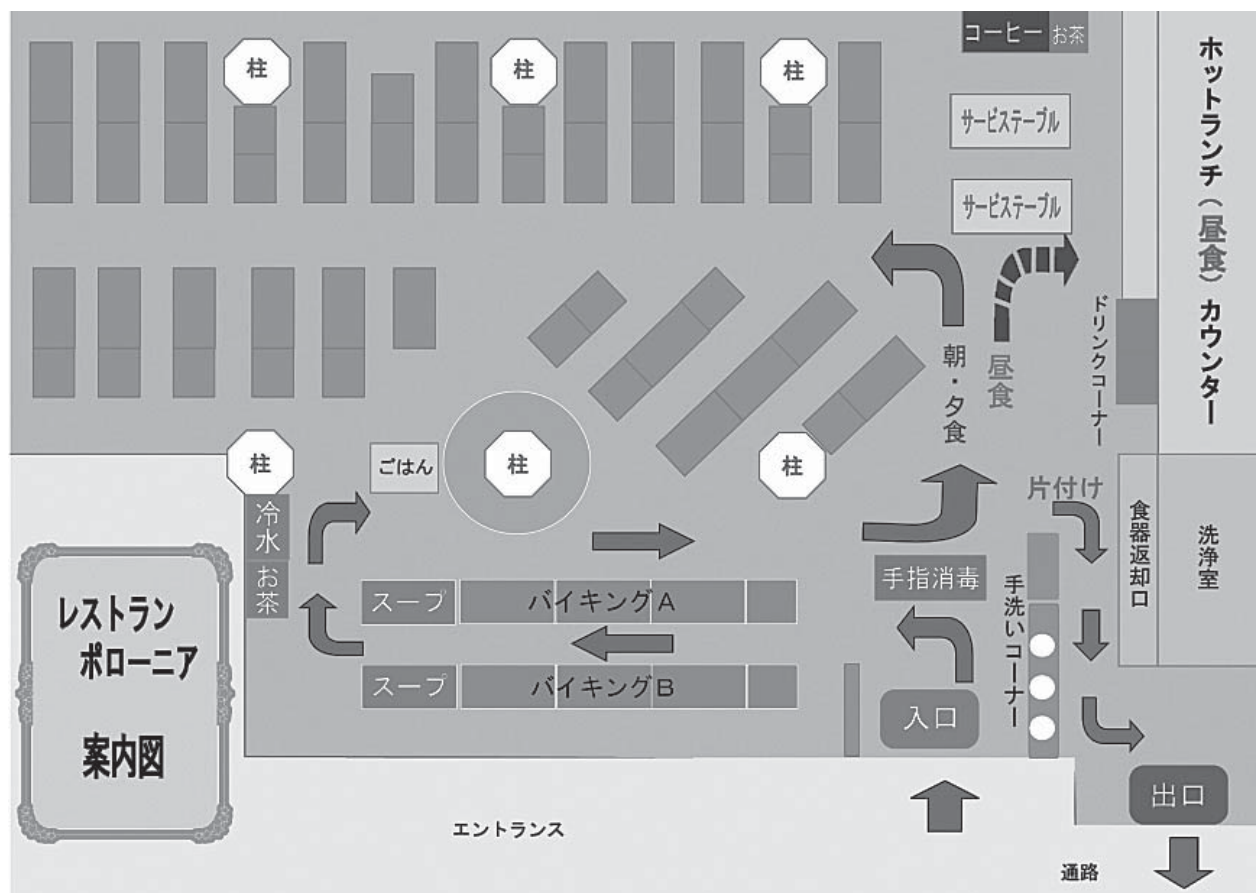 コーヒー お茶
柱
柱
柱
サービステーブル
サービステーブル
ホットランチ(昼食)カウンター
ドリンクコーナー
朝・夕食
昼食
柱
ごはん
柱
柱
片付け
冷水
お茶
食器返却口
洗浄室
手指消毒
手洗いコーナー
スープ
バイキングA
スープ
バイキングB
レストラン
ポローニア
案内図
入口
出口
エントランス
通路